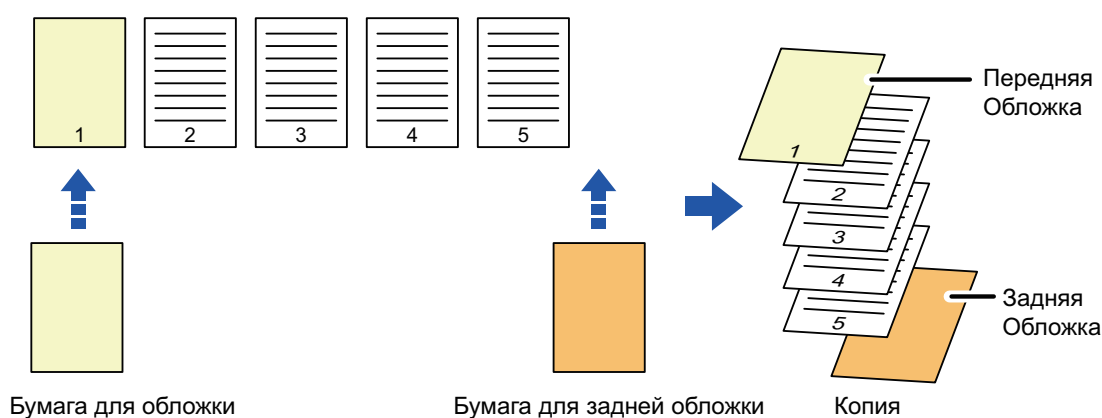 1 2 3 4 5
Передняя
Обложка
1
2
3
4
5
Задняя
Обложка
Бумага для обложки Бумага для задней обложки Копия